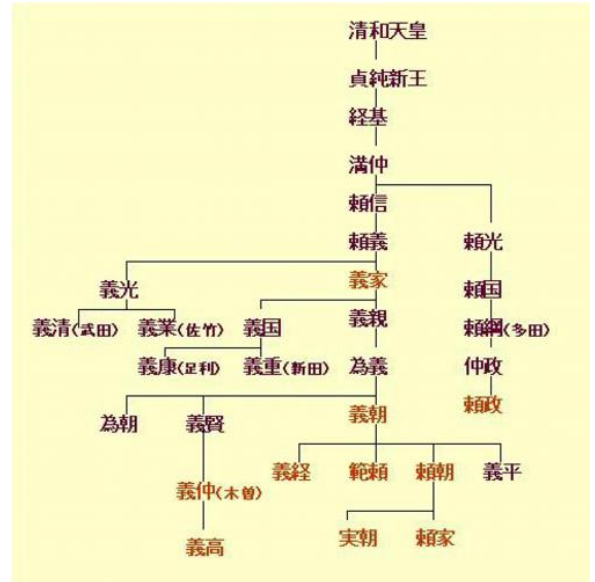 清和天皇
貞純新王
経基
満仲
頼信
頼義 頼光
義家
義光 頼国
義清(武田) 義業(佐竹) 義国 義親 頼綱(多田)
義康(足利) 義重(新田) 為義 仲政
為朝 義賢 義朝 頼政
義経 範頼 頼朝 義平
義仲(木曽)
実朝 頼家
義高